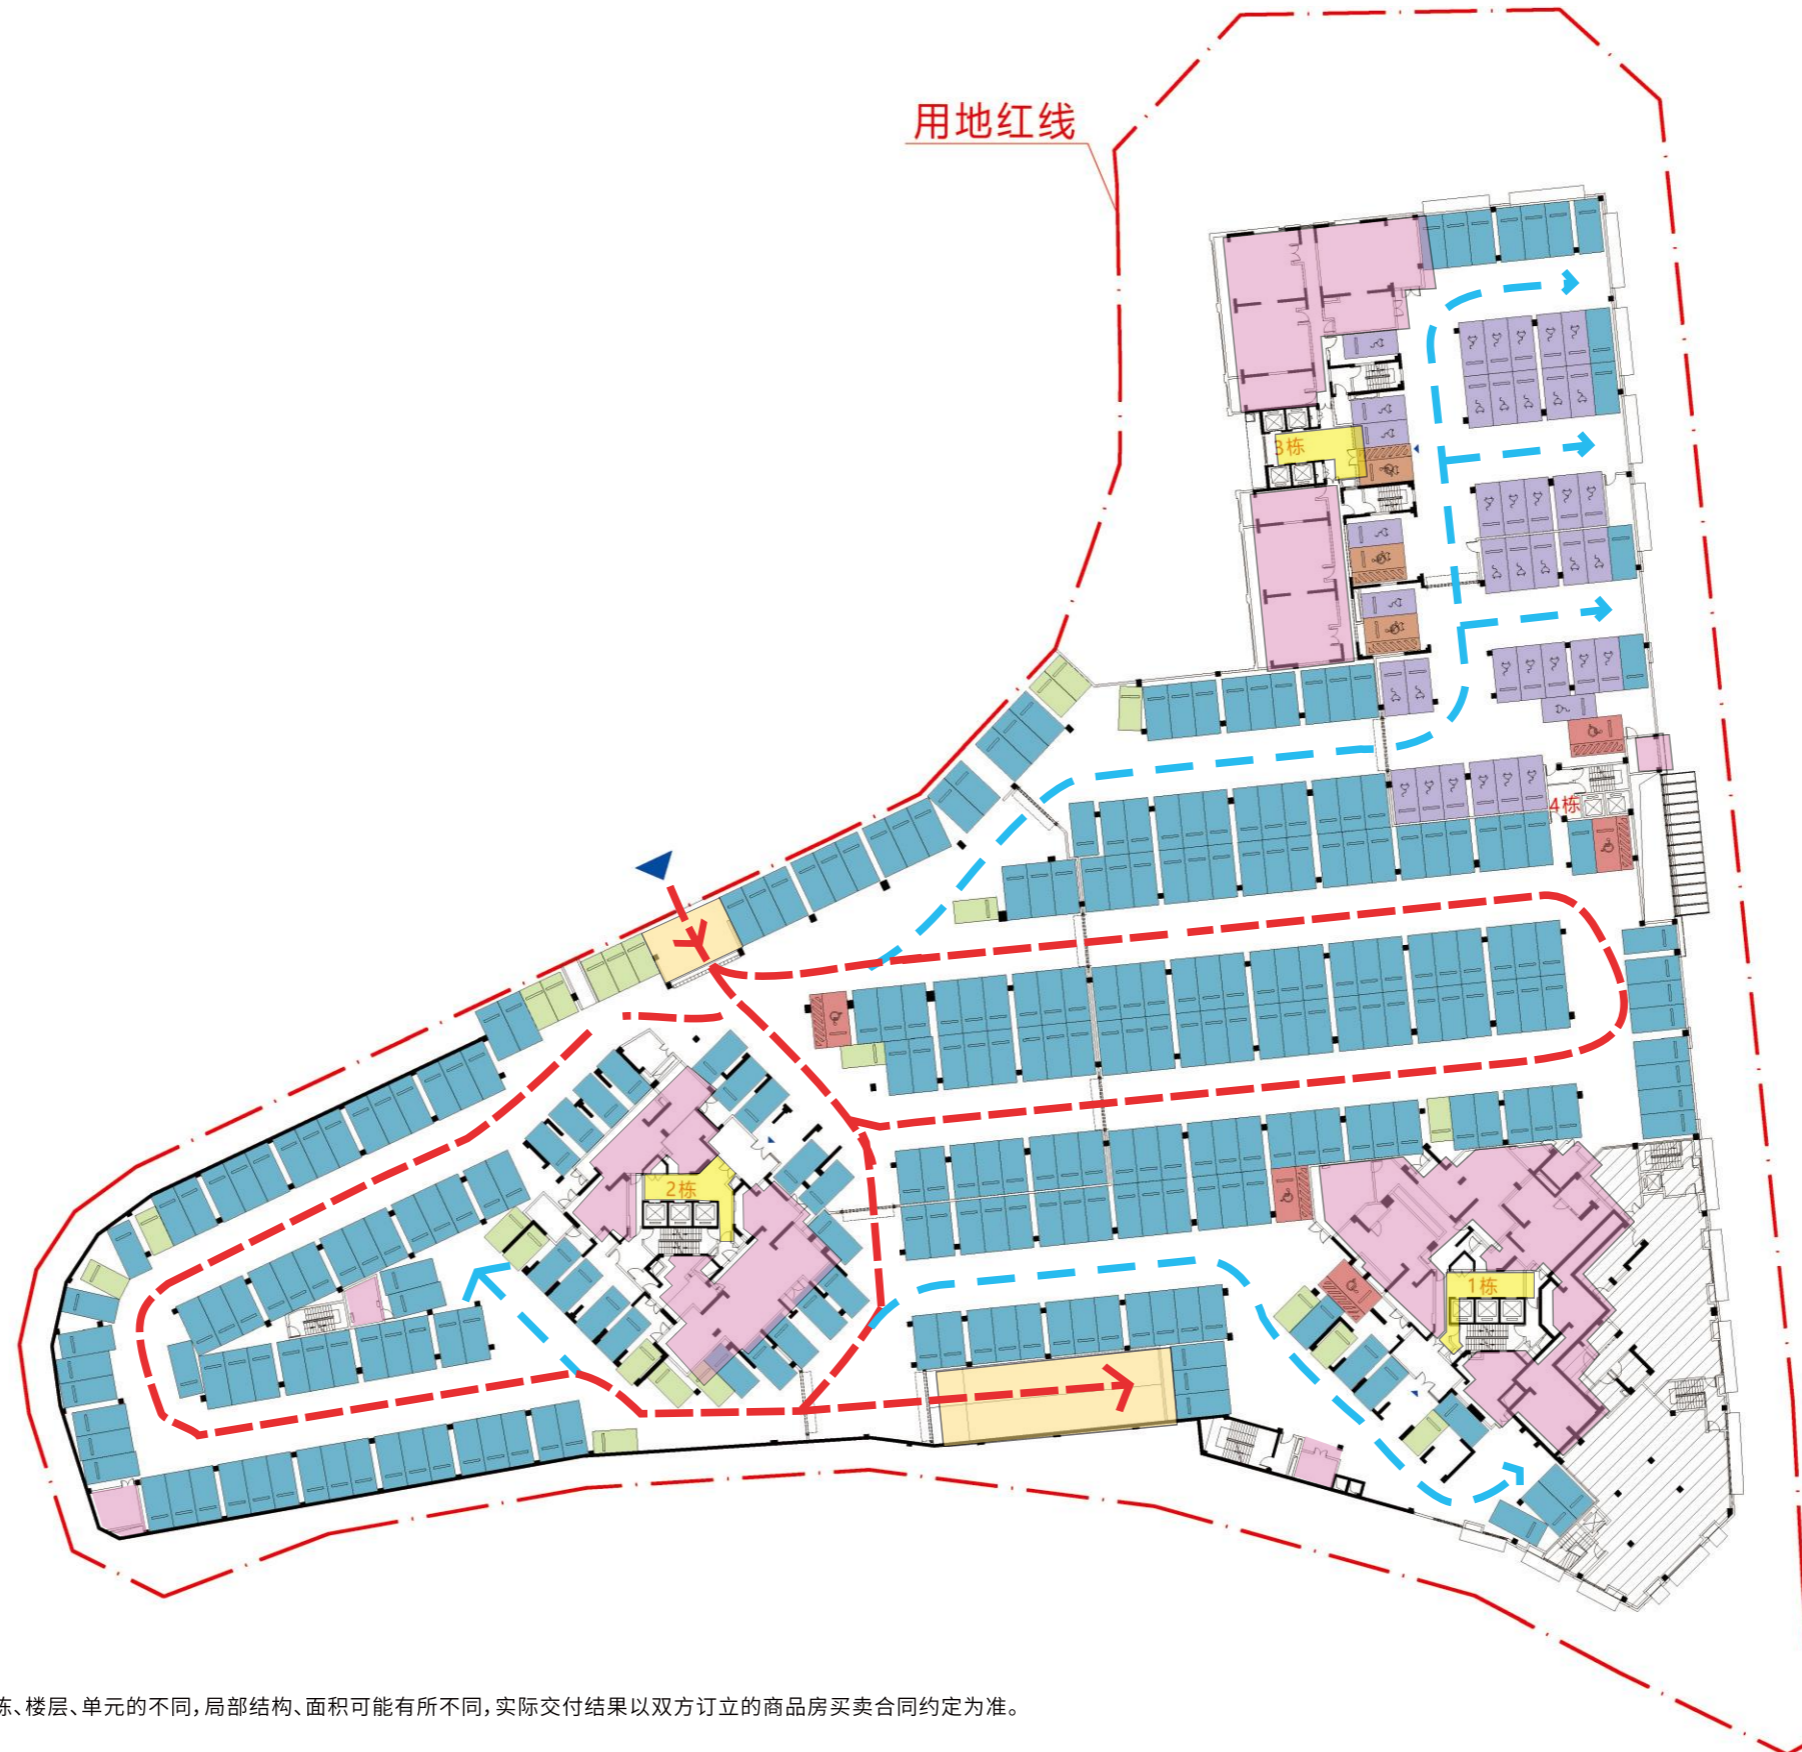 用地红线
3栋
4栋
2栋
1栋
栋、楼层、单元的不同,局部结构、面积可能有所不同,实际交付结果以双方订立的商品房买卖合同约定为准。